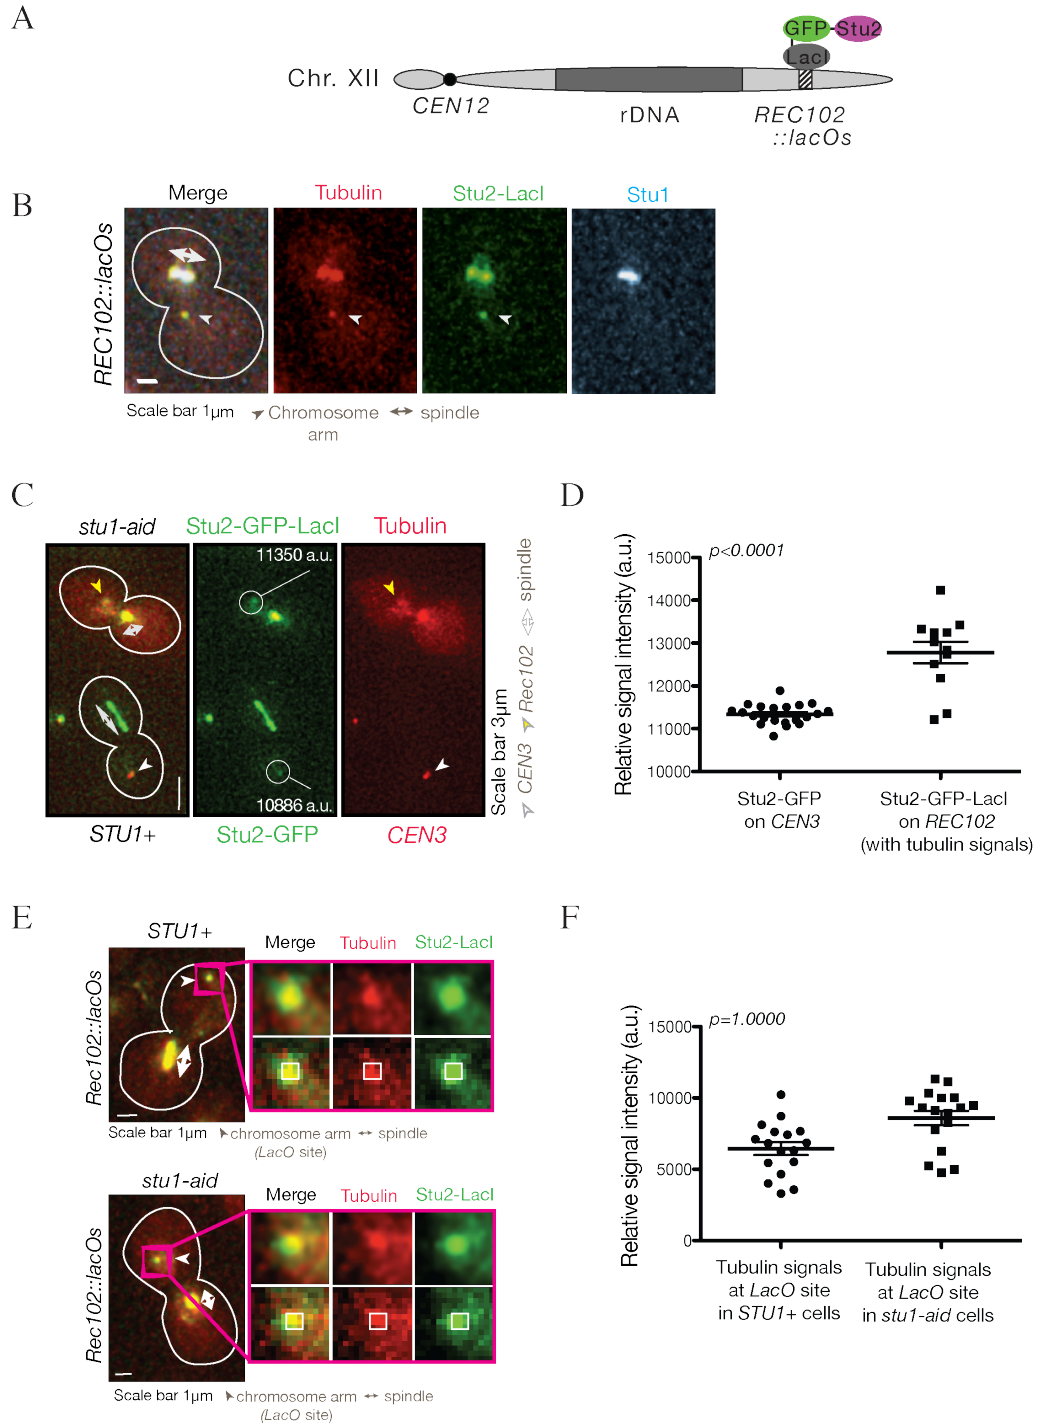 A
GFP-Stu2
LacI
Chr. XII
CEN12
rDNA
REC102
::lacOs
B
Merge
Tubulin
Stu2-LacI
Stu1
REC102::lacOs
Scale bar 1µm
Chromosome
arm
spindle
C
stu1-aid
Stu2-GFP-LacI
Tubulin
11350 a.u.
10886 a.u.
STU1+
Stu2-GFP
CEN3
Scale bar 3µm
CEN3
Rec102
spindle
D
p<0.0001
Relative signal intensity (a.u.)
15000
14000
13000
12000
11000
10000
Stu2-GFP
on CEN3
Stu2-GFP-LacI
on REC102
(with tubulin signals)
E
STU1+
Rec102::lacOs
Merge
Tubulin
Stu2-LacI
Scale bar 1µm
chromosome arm
(LacO site)
spindle
stu1-aid
Rec102::lacOs
Merge
Tubulin
Stu2-LacI
Scale bar 1µm
chromosome arm
(LacO site)
spindle
F
p=1.0000
Relative signal intensity (a.u.)
15000
10000
5000
0
Tubulin signals
at LacO site
in STU1+ cells
Tubulin signals
at LacO site
in stu1-aid cells